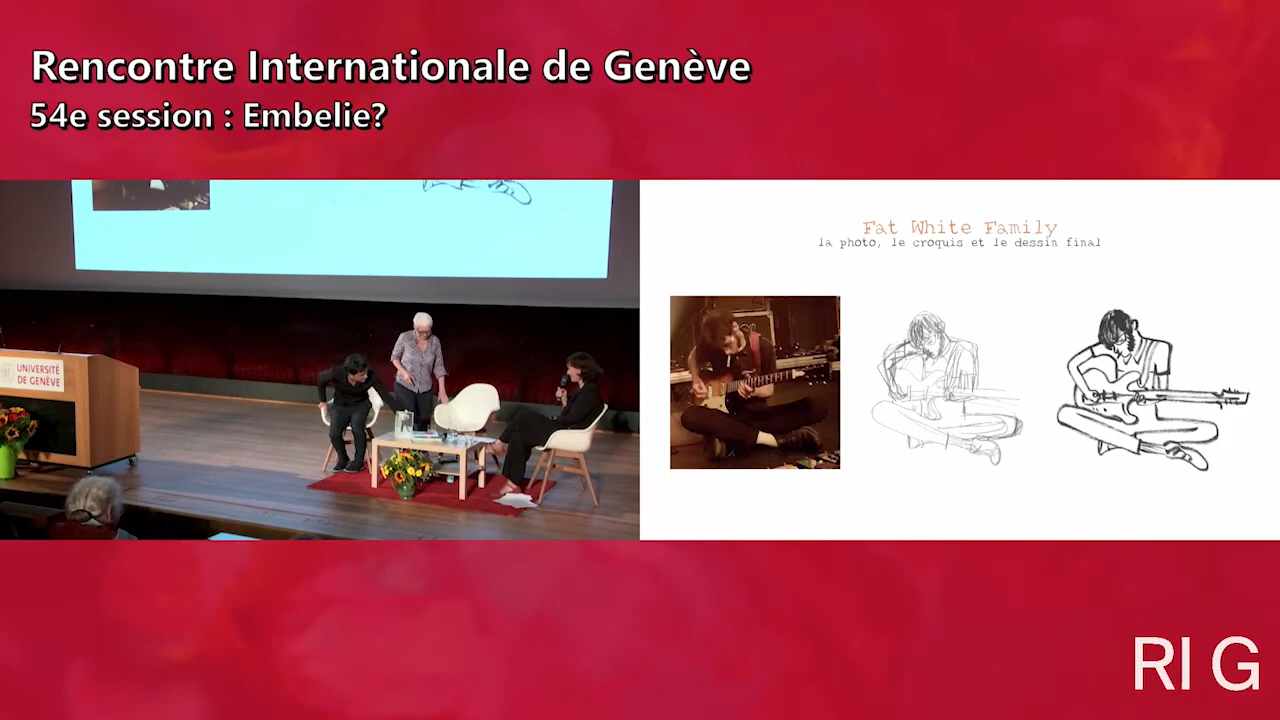 Rencontre Internationale de Genève
54e session : Embelie?
Fat White Family
la photo, le croquis et le dessin final
UNIVERSITÉ
DE GENÈVE
RIG